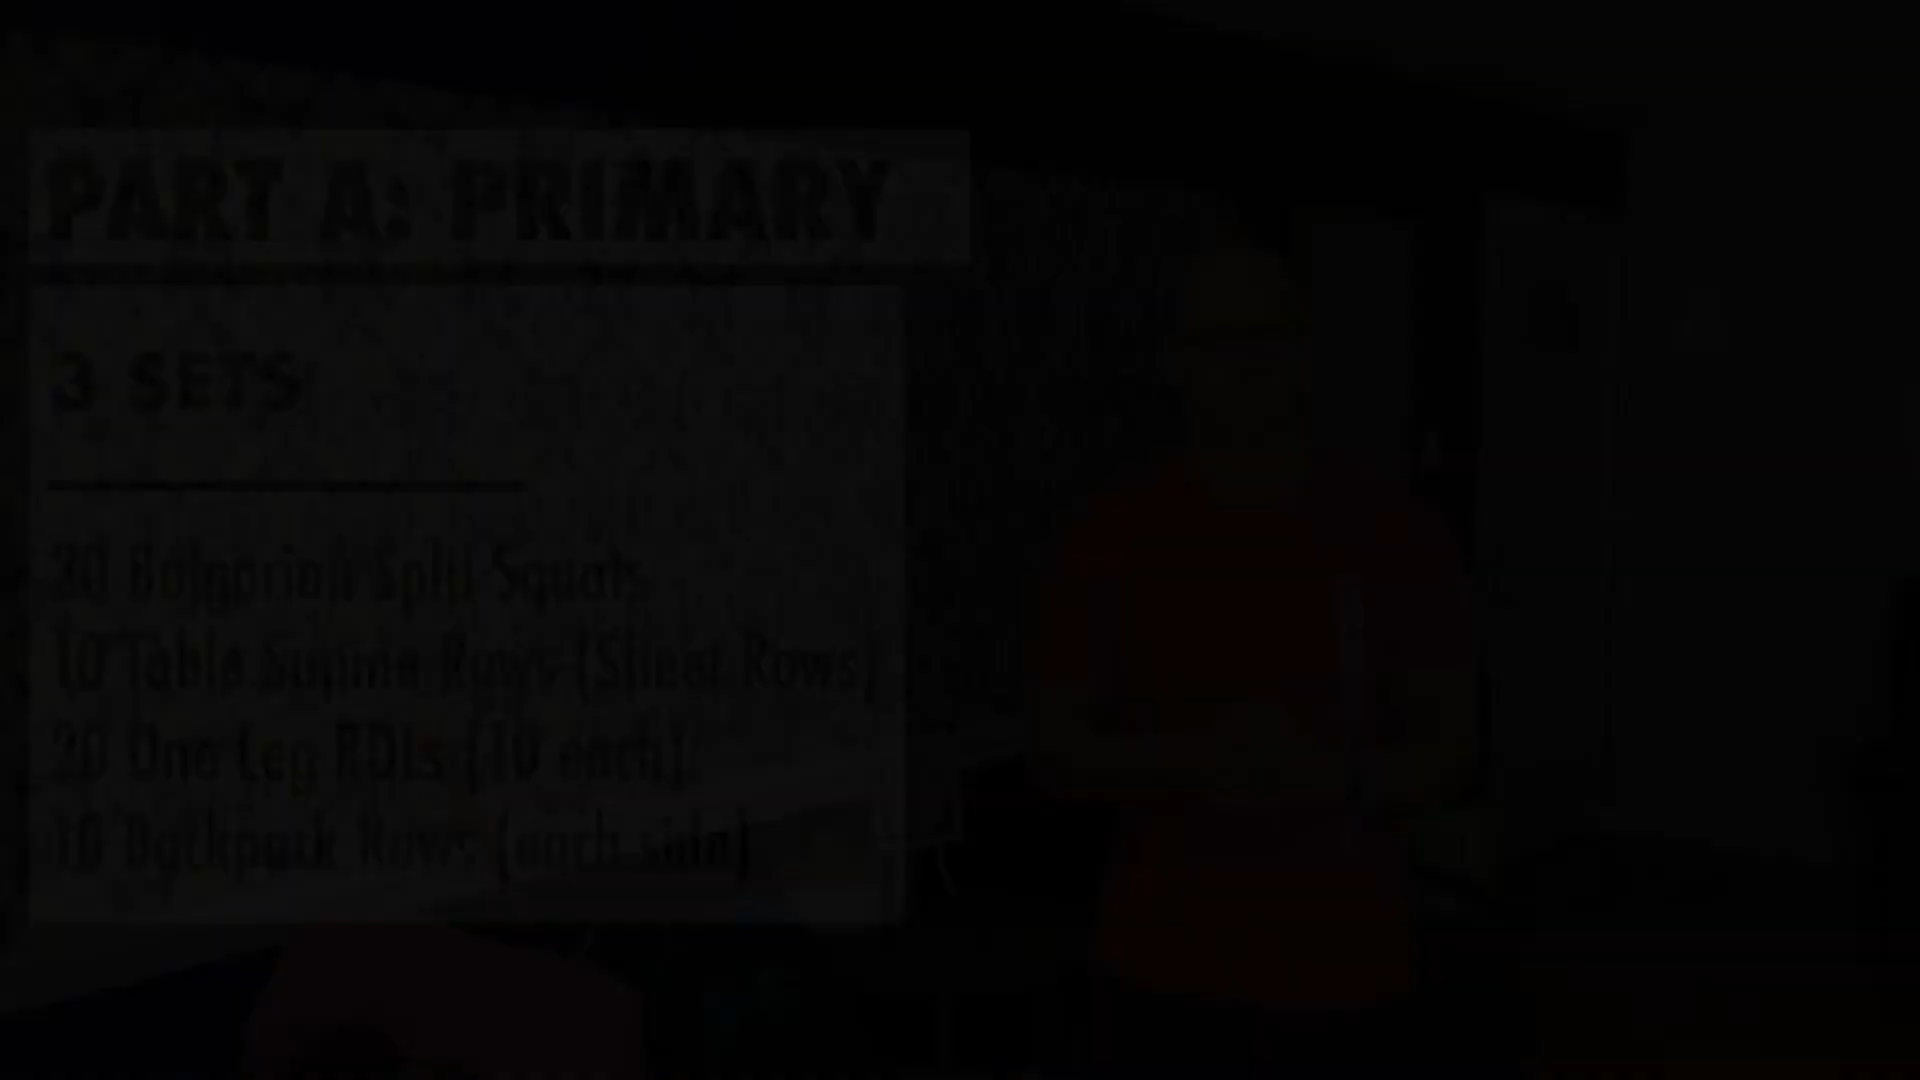 PART A: PRIMARY
3 SETS
30 Bulgarian Split Squats
10 Table Supine Rows (Sheet Rows)
20 One Leg RDLs (10 each)
10 Backpack Rows (each side)